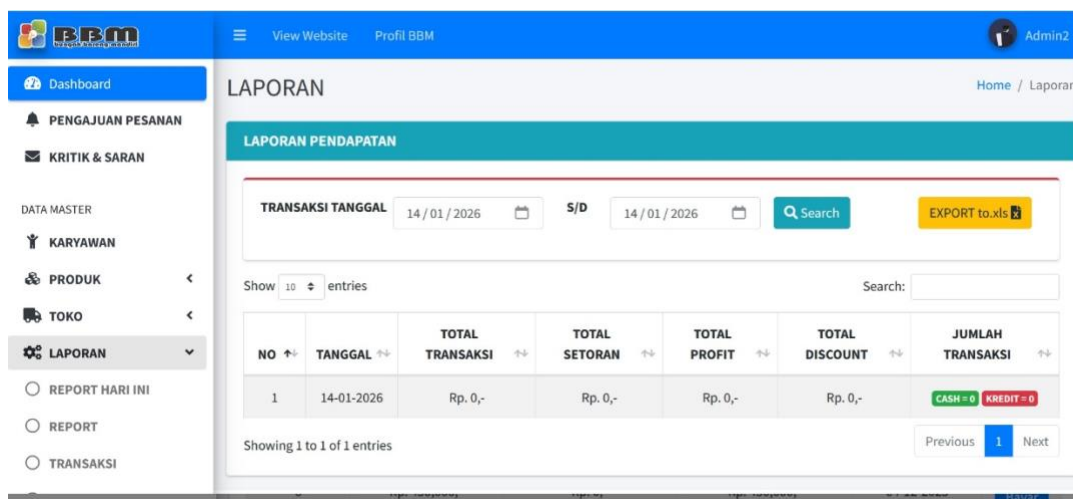 BBM
View Website Profil BBM Admin2
Dashboard
PENGAJUAN PESANAN
KRITIK & SARAN
DATA MASTER
KARYAWAN
PRODUK
TOKO
LAPORAN
REPORT HARI INI
REPORT
TRANSAKSI
LAPORAN
Home / Laporan
LAPORAN PENDAPATAN
TRANSAKSI TANGGAL 14/01/2026 S/D 14/01/2026 Search EXPORT to.xls
Show 10 entries Search:
NO TANGGAL TOTAL TRANSAKSI TOTAL SETORAN TOTAL PROFIT TOTAL DISCOUNT JUMLAH TRANSAKSI
1 14-01-2026 Rp. 0,- Rp. 0,- Rp. 0,- Rp. 0,- CASH = 0 KREDIT = 0
Showing 1 to 1 of 1 entries
Previous 1 Next